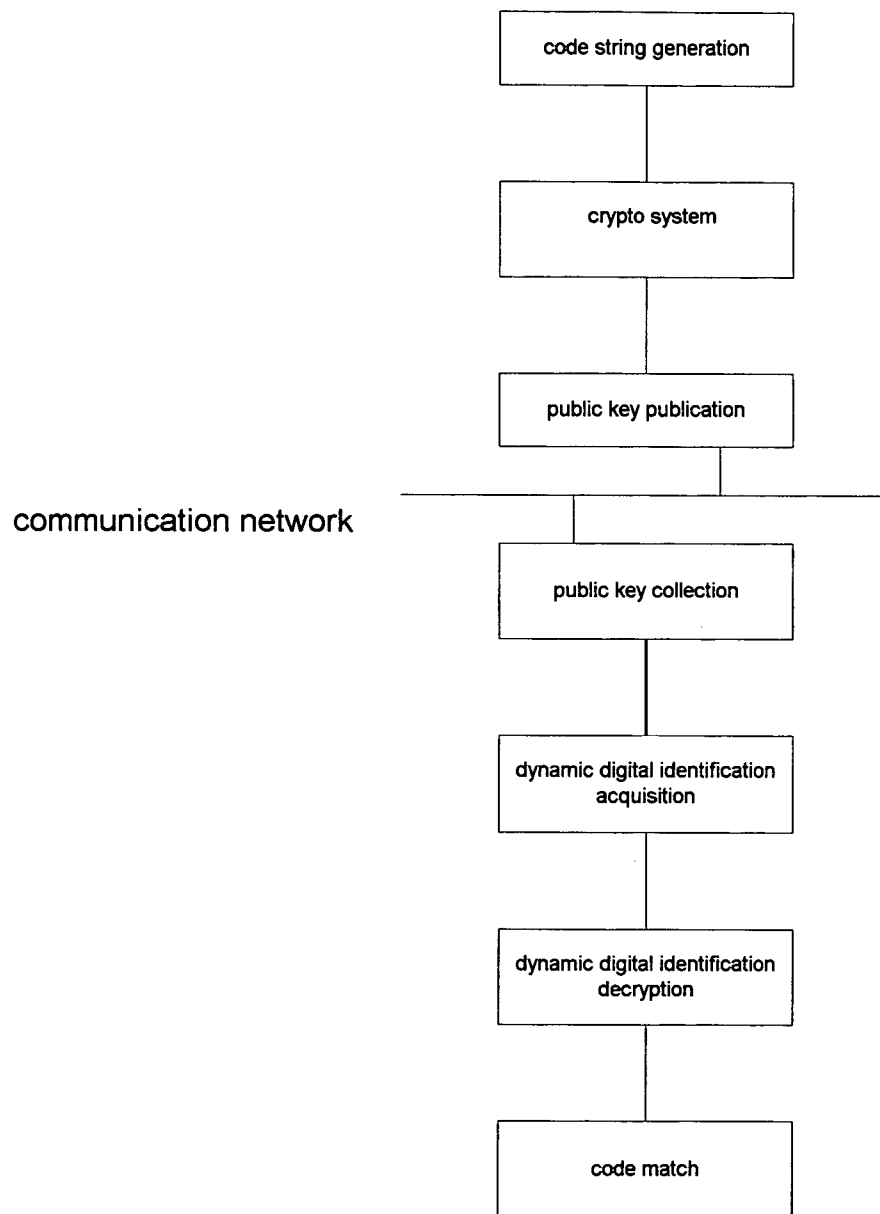 code string generation
crypto system
public key publication
communication network
public key collection
dynamic digital identification
acquisition
dynamic digital identification
decryption
code match